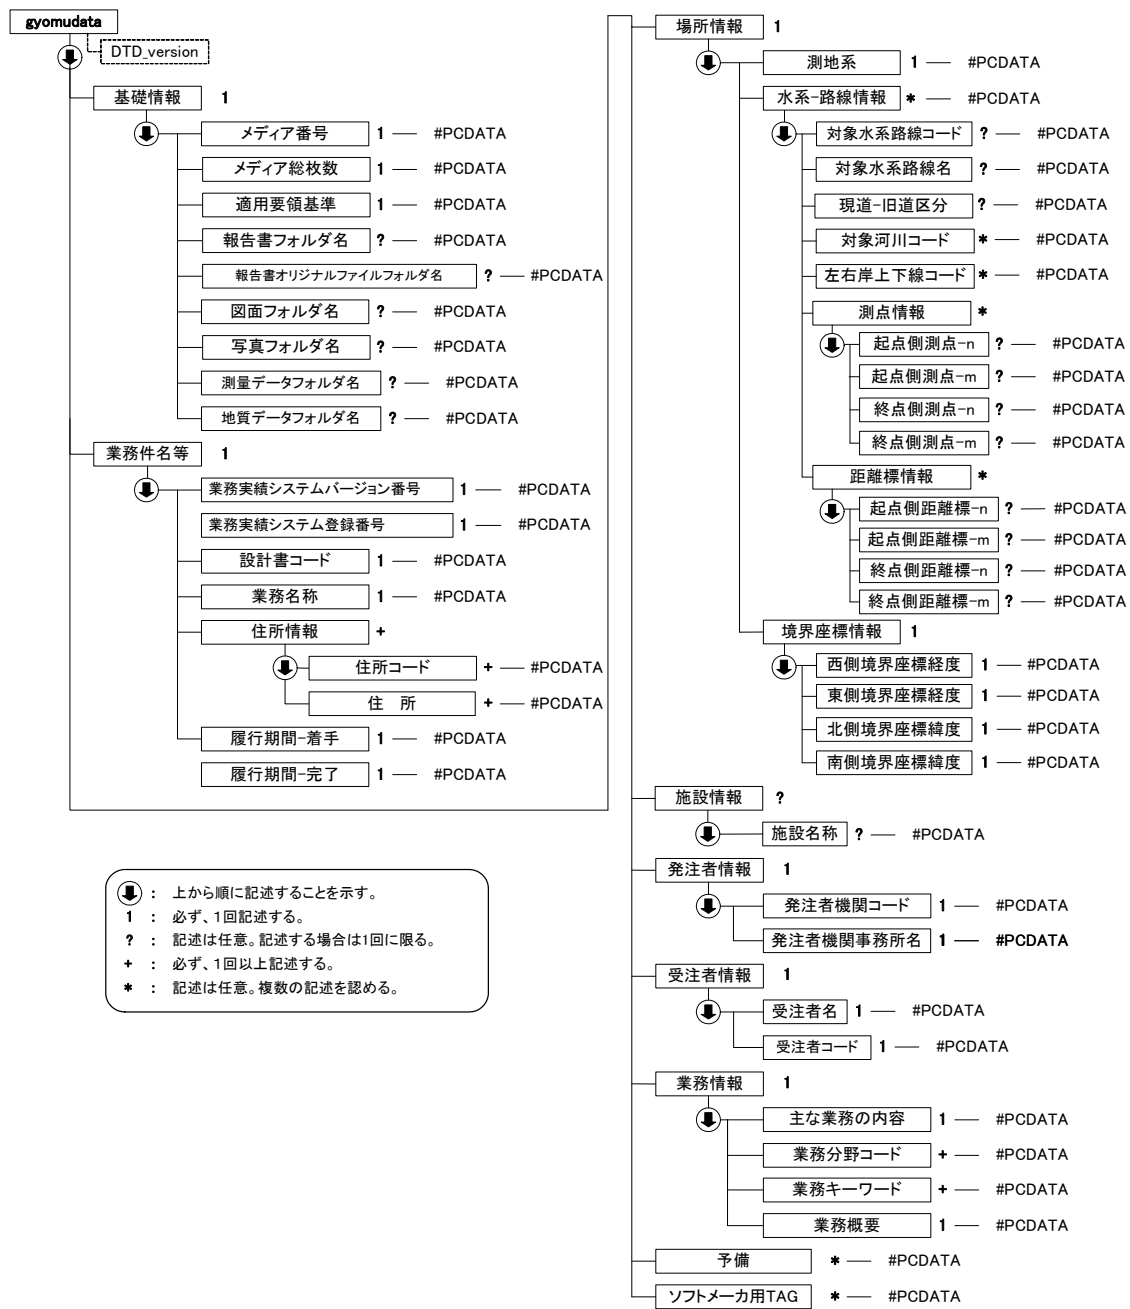 gyomudata
DTD_version
基礎情報 1
メディア番号 1 #PCDATA
メディア総枚数 1 #PCDATA
適用要領基準 1 #PCDATA
報告書フォルダ名 ? #PCDATA
報告書オリジナルファイルフォルダ名 ? #PCDATA
図面フォルダ名 ? #PCDATA
写真フォルダ名 ? #PCDATA
測量データフォルダ名 ? #PCDATA
地質データフォルダ名 ? #PCDATA
業務件名等 1
業務実績システムバージョン番号 1 #PCDATA
業務実績システム登録番号 1 #PCDATA
設計書コード 1 #PCDATA
業務名称 1 #PCDATA
住所情報 +
住所コード + #PCDATA
住 所 + #PCDATA
履行期間-着手 1 #PCDATA
履行期間-完了 1 #PCDATA
場所情報 1
測地系 1 #PCDATA
水系-路線情報 * #PCDATA
対象水系路線コード ? #PCDATA
対象水系路線名 ? #PCDATA
現道-旧道区分 ? #PCDATA
対象河川コード * #PCDATA
左右岸上下線コード * #PCDATA
測点情報 *
起点側測点-n ? #PCDATA
起点側測点-m ? #PCDATA
終点側測点-n ? #PCDATA
終点側測点-m ? #PCDATA
距離標情報 *
起点側距離標-n ? #PCDATA
起点側距離標-m ? #PCDATA
終点側距離標-n ? #PCDATA
終点側距離標-m ? #PCDATA
境界座標情報 1
西側境界座標経度 1 #PCDATA
東側境界座標経度 1 #PCDATA
北側境界座標緯度 1 #PCDATA
南側境界座標緯度 1 #PCDATA
施設情報 ?
施設名称 ? #PCDATA
発注者情報 1
発注者機関コード 1 #PCDATA
発注者機関事務所名 1 #PCDATA
受注者情報 1
受注者名 1 #PCDATA
受注者コード 1 #PCDATA
業務情報 1
主な業務の内容 1 #PCDATA
業務分野コード + #PCDATA
業務キーワード + #PCDATA
業務概要 1 #PCDATA
予備 * #PCDATA
ソフトメーカ用TAG * #PCDATA
： 上から順に記述することを示す。
1 ： 必ず、1回記述する。
? ： 記述は任意。記述する場合は1回に限る。
+ ： 必ず、1回以上記述する。
* ： 記述は任意。複数の記述を認める。